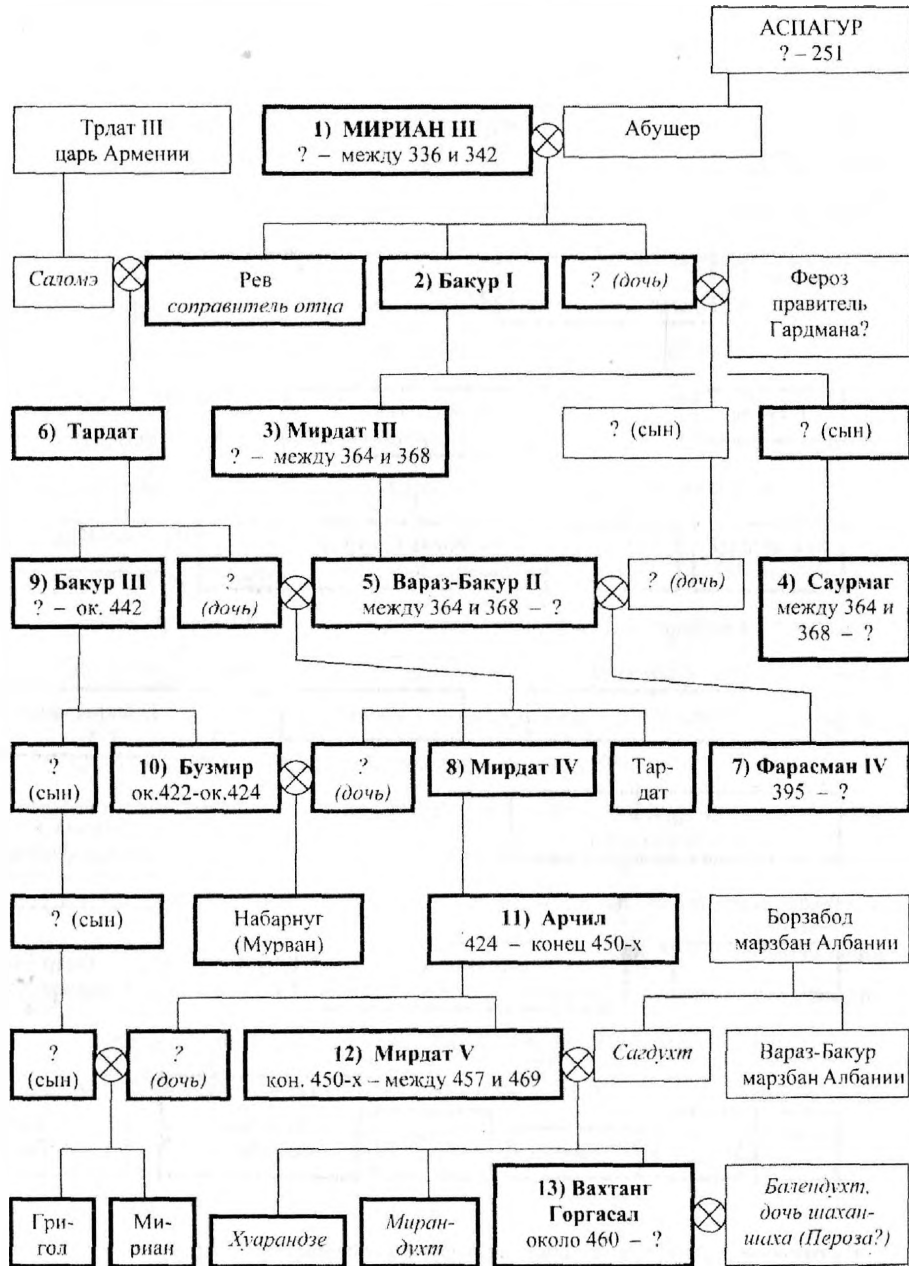 АСПАГУР
? – 251
Трдат III
царь Армении
1) МИРИАН III
? – между 336 и 342
Абушер
Саломэ
Рев
соправитель отца
2) Бакур I
? (дочь)
Фероз
правитель
Гардмана?
6) Тардат
3) Мирдат III
? – между 364 и 368
? (сын)
? (сын)
9) Бакур III
? – ок. 442
?
(дочь)
5) Вараз-Бакур II
между 364 и 368 – ?
? (дочь)
4) Саурмаг
между 364 и
368 – ?
?
(сын)
10) Бузмир
ок.422-ок.424
?
(дочь)
8) Мирдат IV
Тар-
дат
7) Фарасман IV
395 – ?
? (сын)
Набарнуг
(Мурван)
11) Арчил
424 – конец 450-х
Борзабод
марзбан Албании
?
(сын)
?
(дочь)
12) Мирдат V
кон. 450-х – между 457 и 469
Сагдухт
Вараз-Бакур
марзбан Албании
Гри-
гол
Ми-
риан
Хуарандзе
Миран-
духт
13) Вахтанг
Горгасал
около 460 – ?
Балендухт,
дочь шахан-
шаха (Пероза?)